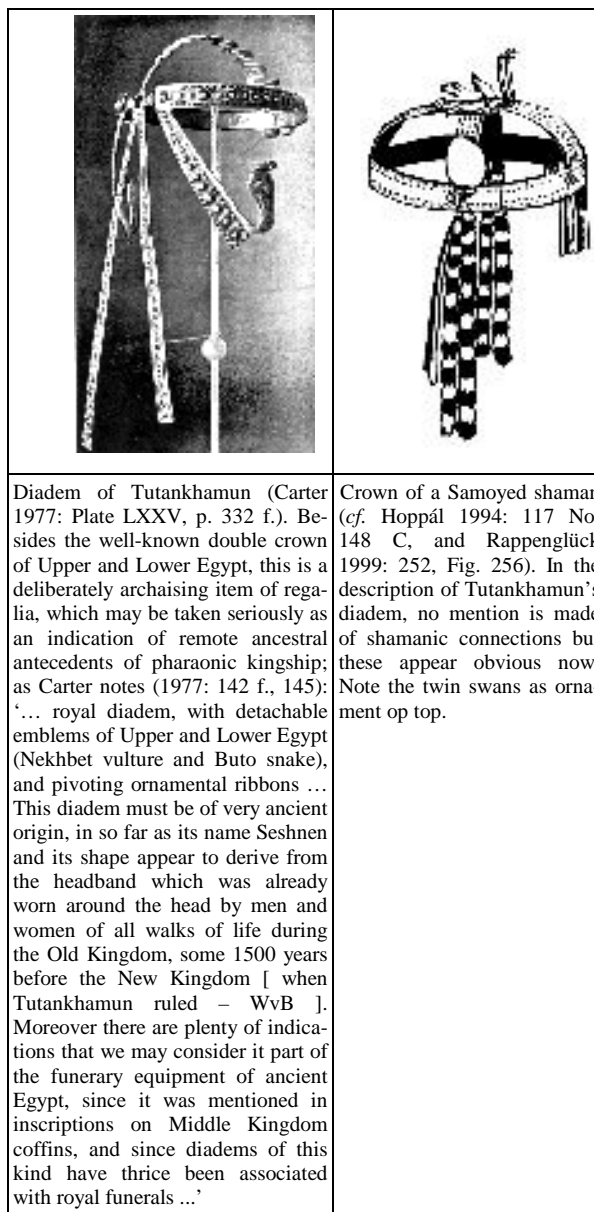 Diadem of Tutankhamun (Carter
1977: Plate LXXV, p. 332 f.). Be-
sides the well-known double crown
of Upper and Lower Egypt, this is a
deliberately archaising item of rega-
lia, which may be taken seriously as
an indication of remote ancestral
antecedents of pharaonic kingship;
as Carter notes (1977: 142 f., 145):
‘… royal diadem, with detachable
emblems of Upper and Lower Egypt
(Nekhbet vulture and Buto snake),
and pivoting ornamental ribbons …
This diadem must be of very ancient
origin, in so far as its name Seshnen
and its shape appear to derive from
the headband which was already
worn around the head by men and
women of all walks of life during
the Old Kingdom, some 1500 years
before the New Kingdom [ when
Tutankhamun ruled – WvB ].
Moreover there are plenty of indica-
tions that we may consider it part of
the funerary equipment of ancient
Egypt, since it was mentioned in
inscriptions on Middle Kingdom
coffins, and since diadems of this
kind have thrice been associated
with royal funerals ...’
Crown of a Samoyed shaman
(cf. Hoppál 1994: 117 No
148 C, and Rappenglück
1999: 252, Fig. 256). In the
description of Tutankhamun’s
diadem, no mention is made
of shamanic connections bu
these appear obvious now
Note the twin swans as orna-
ment op top.